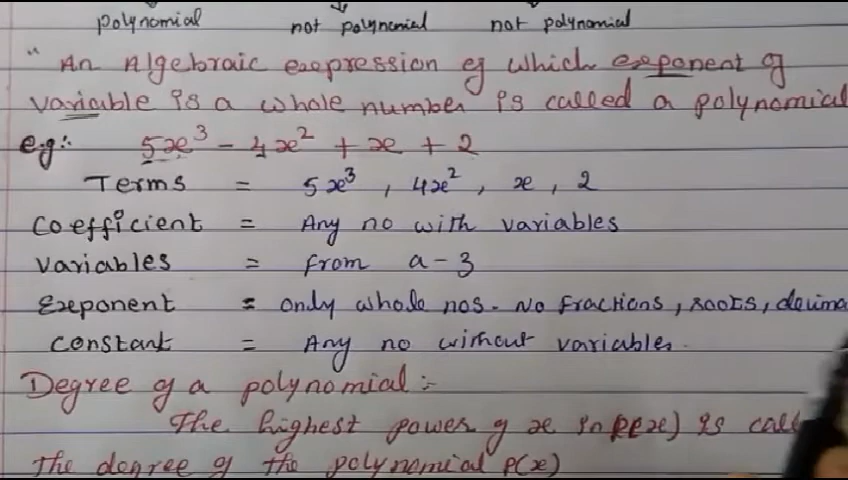 polynomial not polynomial not polynomial
" An Algebraic expression of which exponent of
variable is a whole number is called a polynomial
e.g:- 5x³ - 4x² + x + 2
Terms = 5x³, 4x², x, 2
Coefficient = Any no with variables
variables = from a-z
Exponent = only whole nos. No fractions, roots, decima
constant = Any no without variables.
Degree of a polynomial :-
The highest power of x in p(x) is call
the degree of the polynomial P(x)